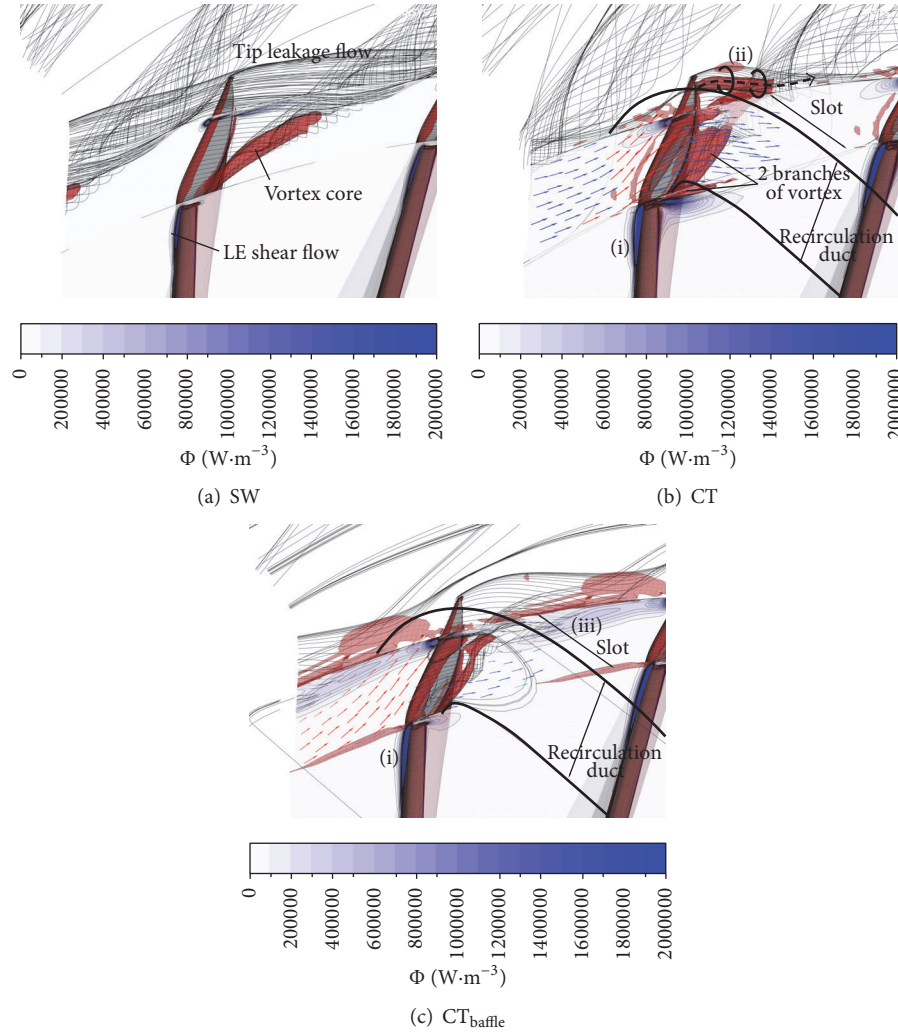 Tip leakage flow
Vortex core
LE shear flow
0
200000
400000
600000
800000
1000000
1200000
1400000
1600000
1800000
2000000
Φ (W·m⁻³)
(a) SW
(ii)
Slot
2 branches
of vortex
Recirculation
duct
(i)
0
200000
400000
600000
800000
1000000
1200000
1400000
1600000
1800000
200000
Φ (W·m⁻³)
(b) CT
(iii)
Slot
(i)
Recirculation
duct
0
200000
400000
600000
800000
1000000
1200000
1400000
1600000
1800000
2000000
Φ (W·m⁻³)
(c) CT_baffle